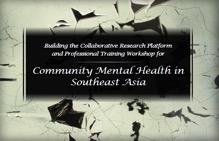 Building the Collaborative Research Platform
and Professional Training Workshop for
Community Mental Health in
Southeast Asia